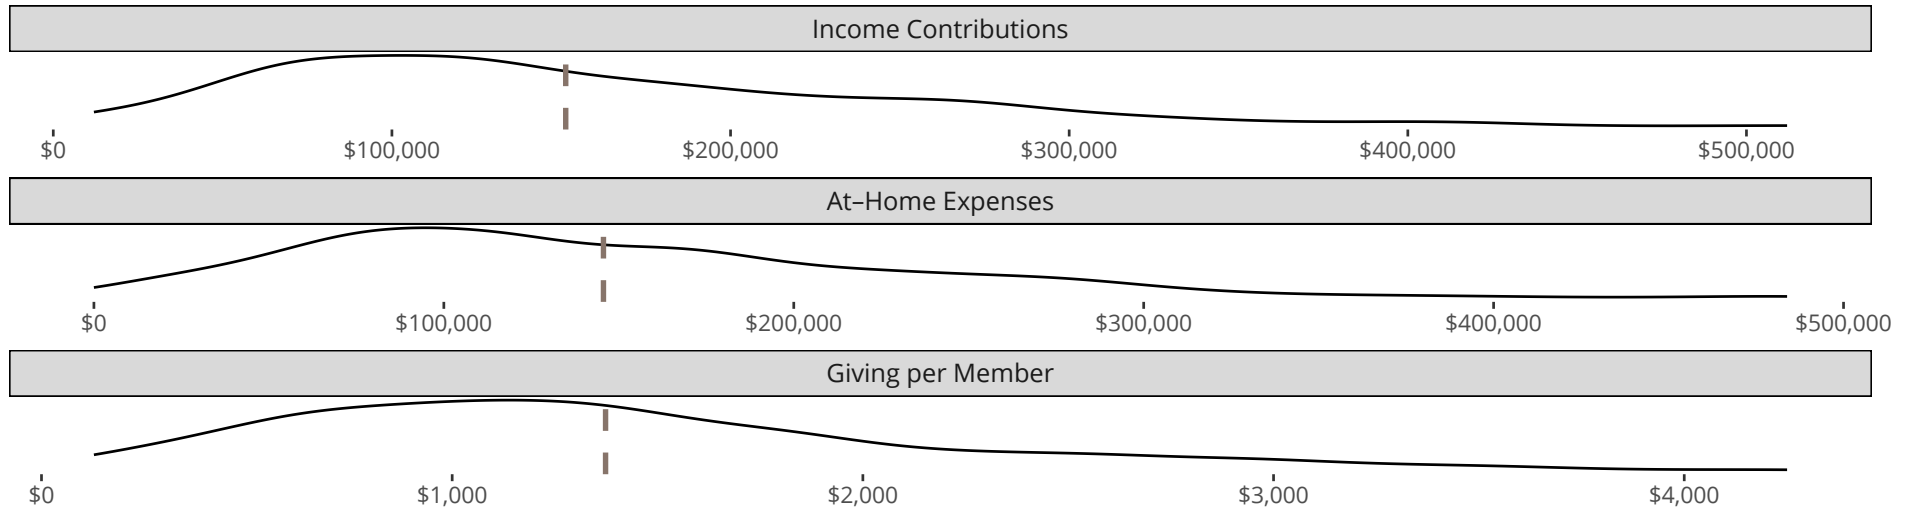 Income Contributions
$0 $100,000 $200,000 $300,000 $400,000 $500,000
At–Home Expenses
$0 $100,000 $200,000 $300,000 $400,000 $500,000
Giving per Member
$0 $1,000 $2,000 $3,000 $4,000